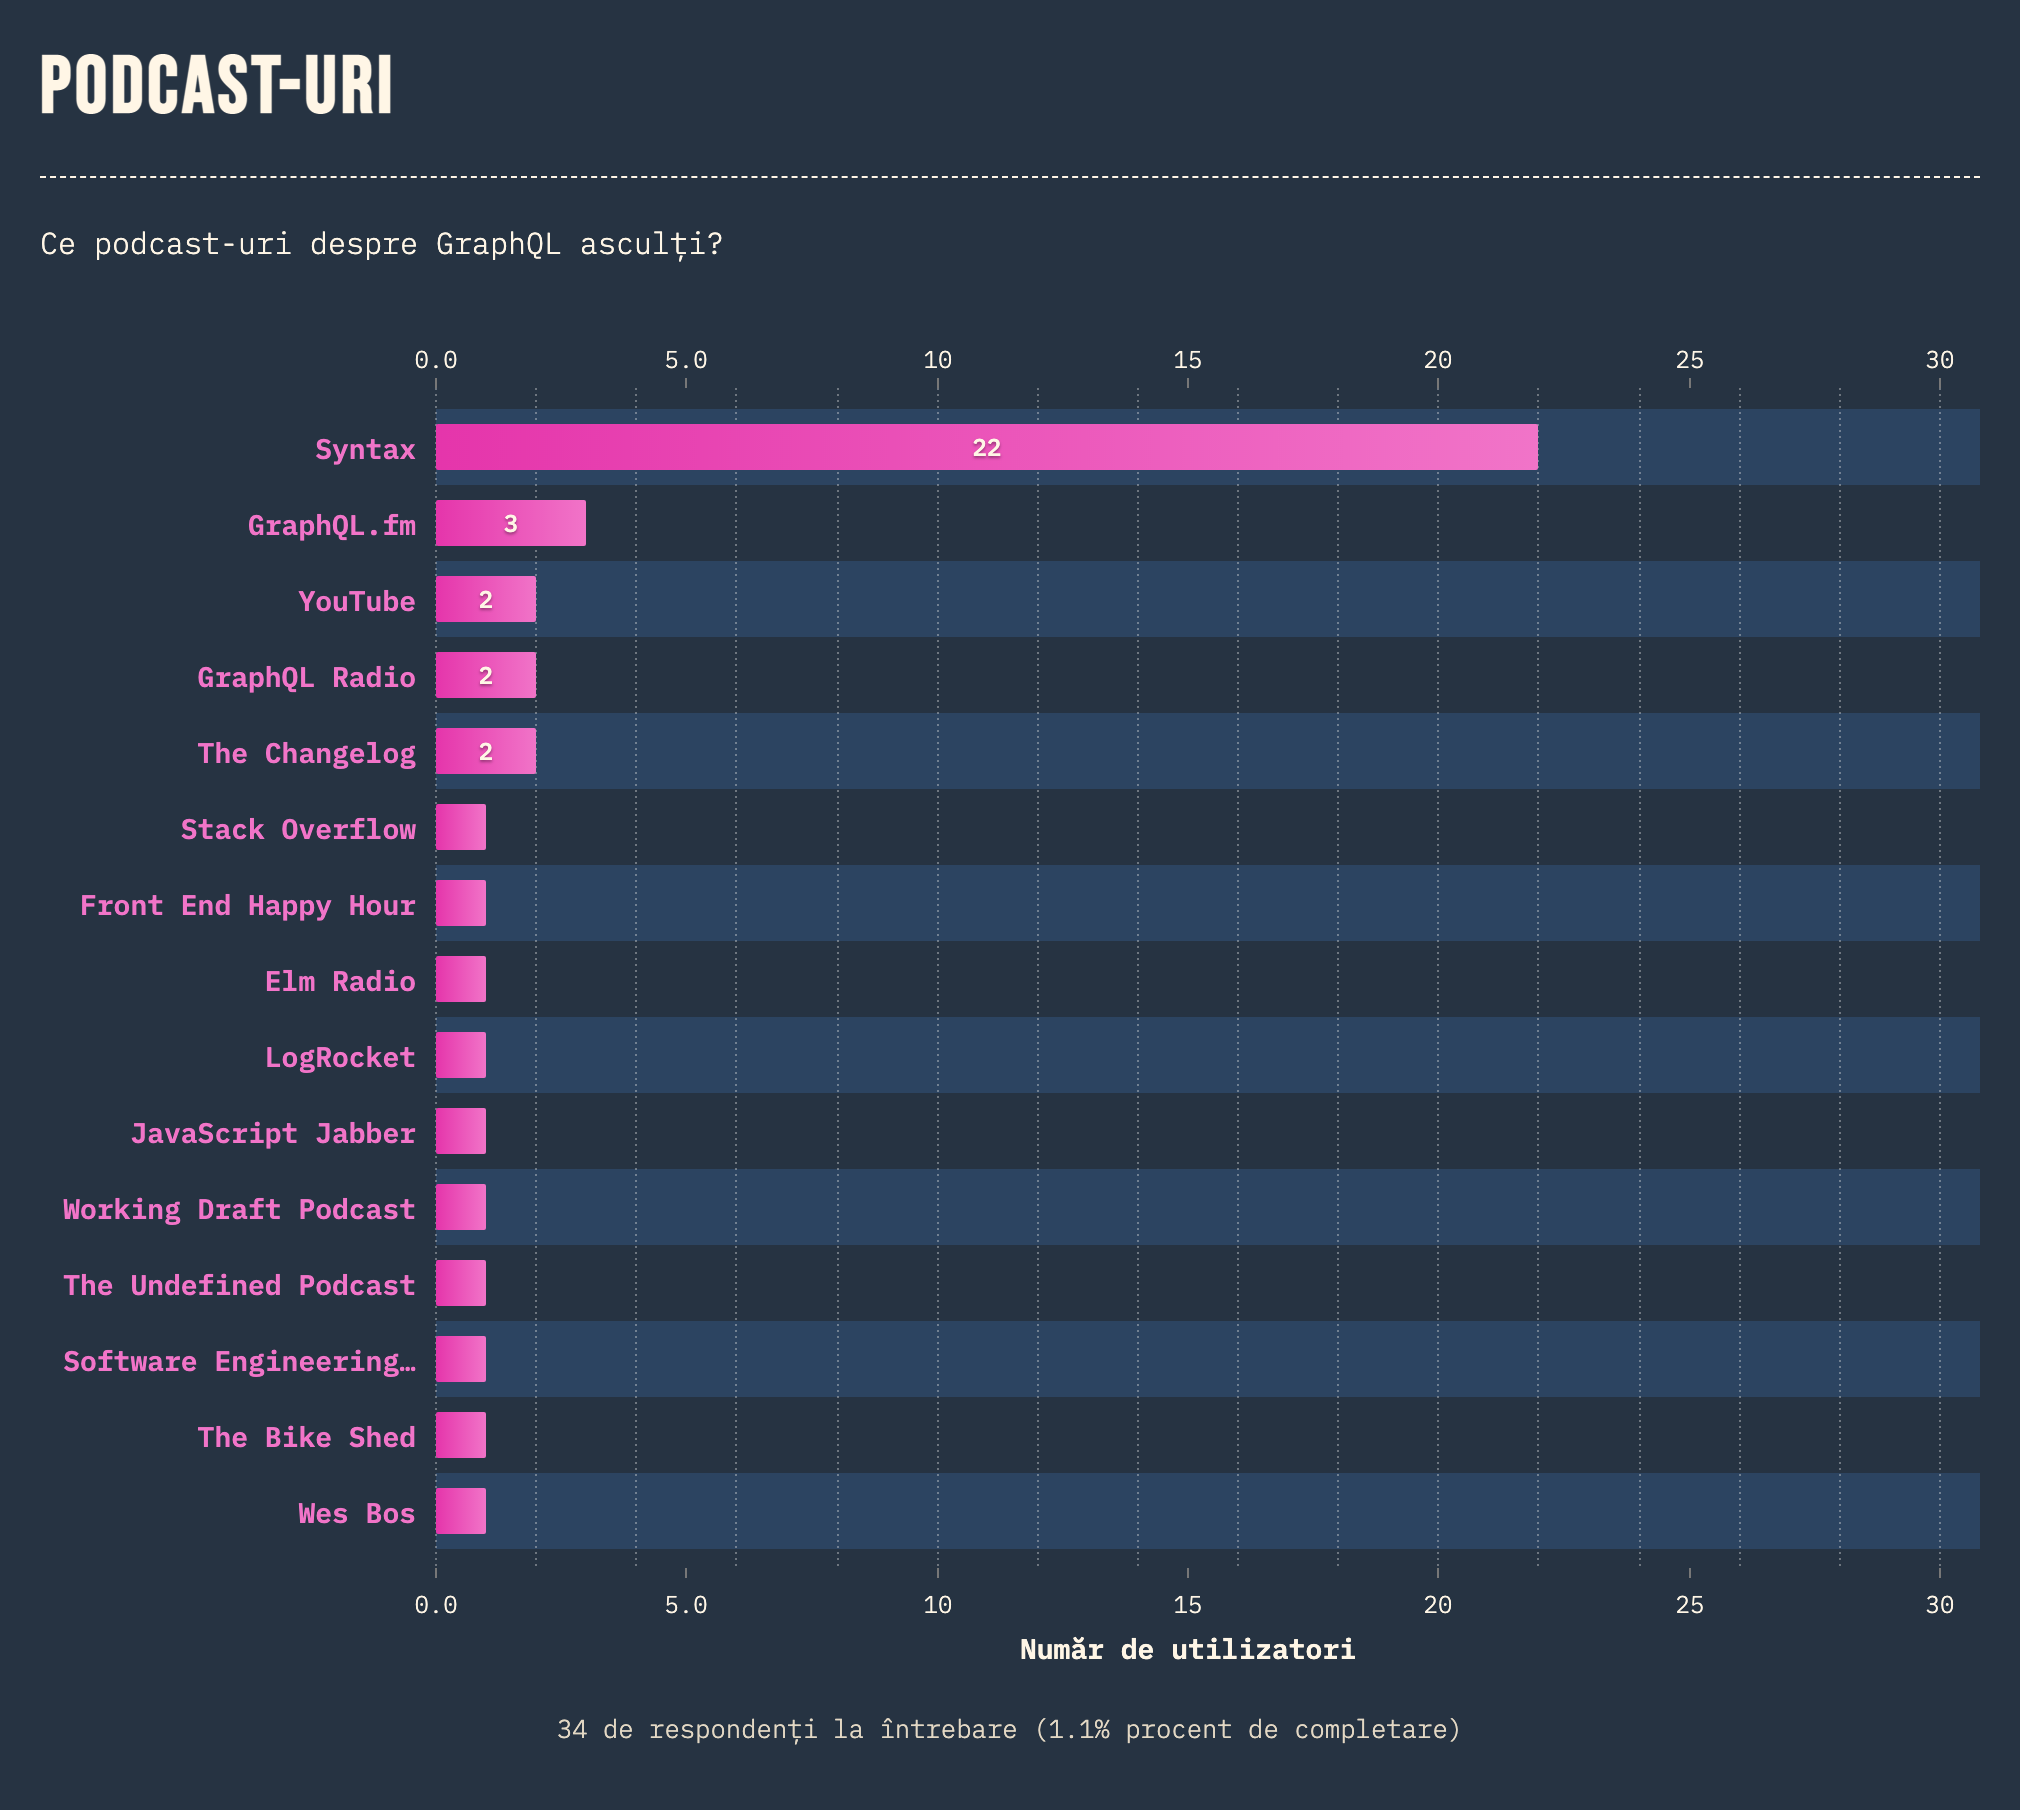 PODCAST-URI
Ce podcast-uri despre GraphQL asculți?
0.0 5.0 10 15 20 25 30
Syntax 22
GraphQL.fm 3
YouTube 2
GraphQL Radio 2
The Changelog 2
Stack Overflow
Front End Happy Hour
Elm Radio
LogRocket
JavaScript Jabber
Working Draft Podcast
The Undefined Podcast
Software Engineering…
The Bike Shed
Wes Bos
0.0 5.0 10 15 20 25 30
Număr de utilizatori
34 de respondenți la întrebare (1.1% procent de completare)